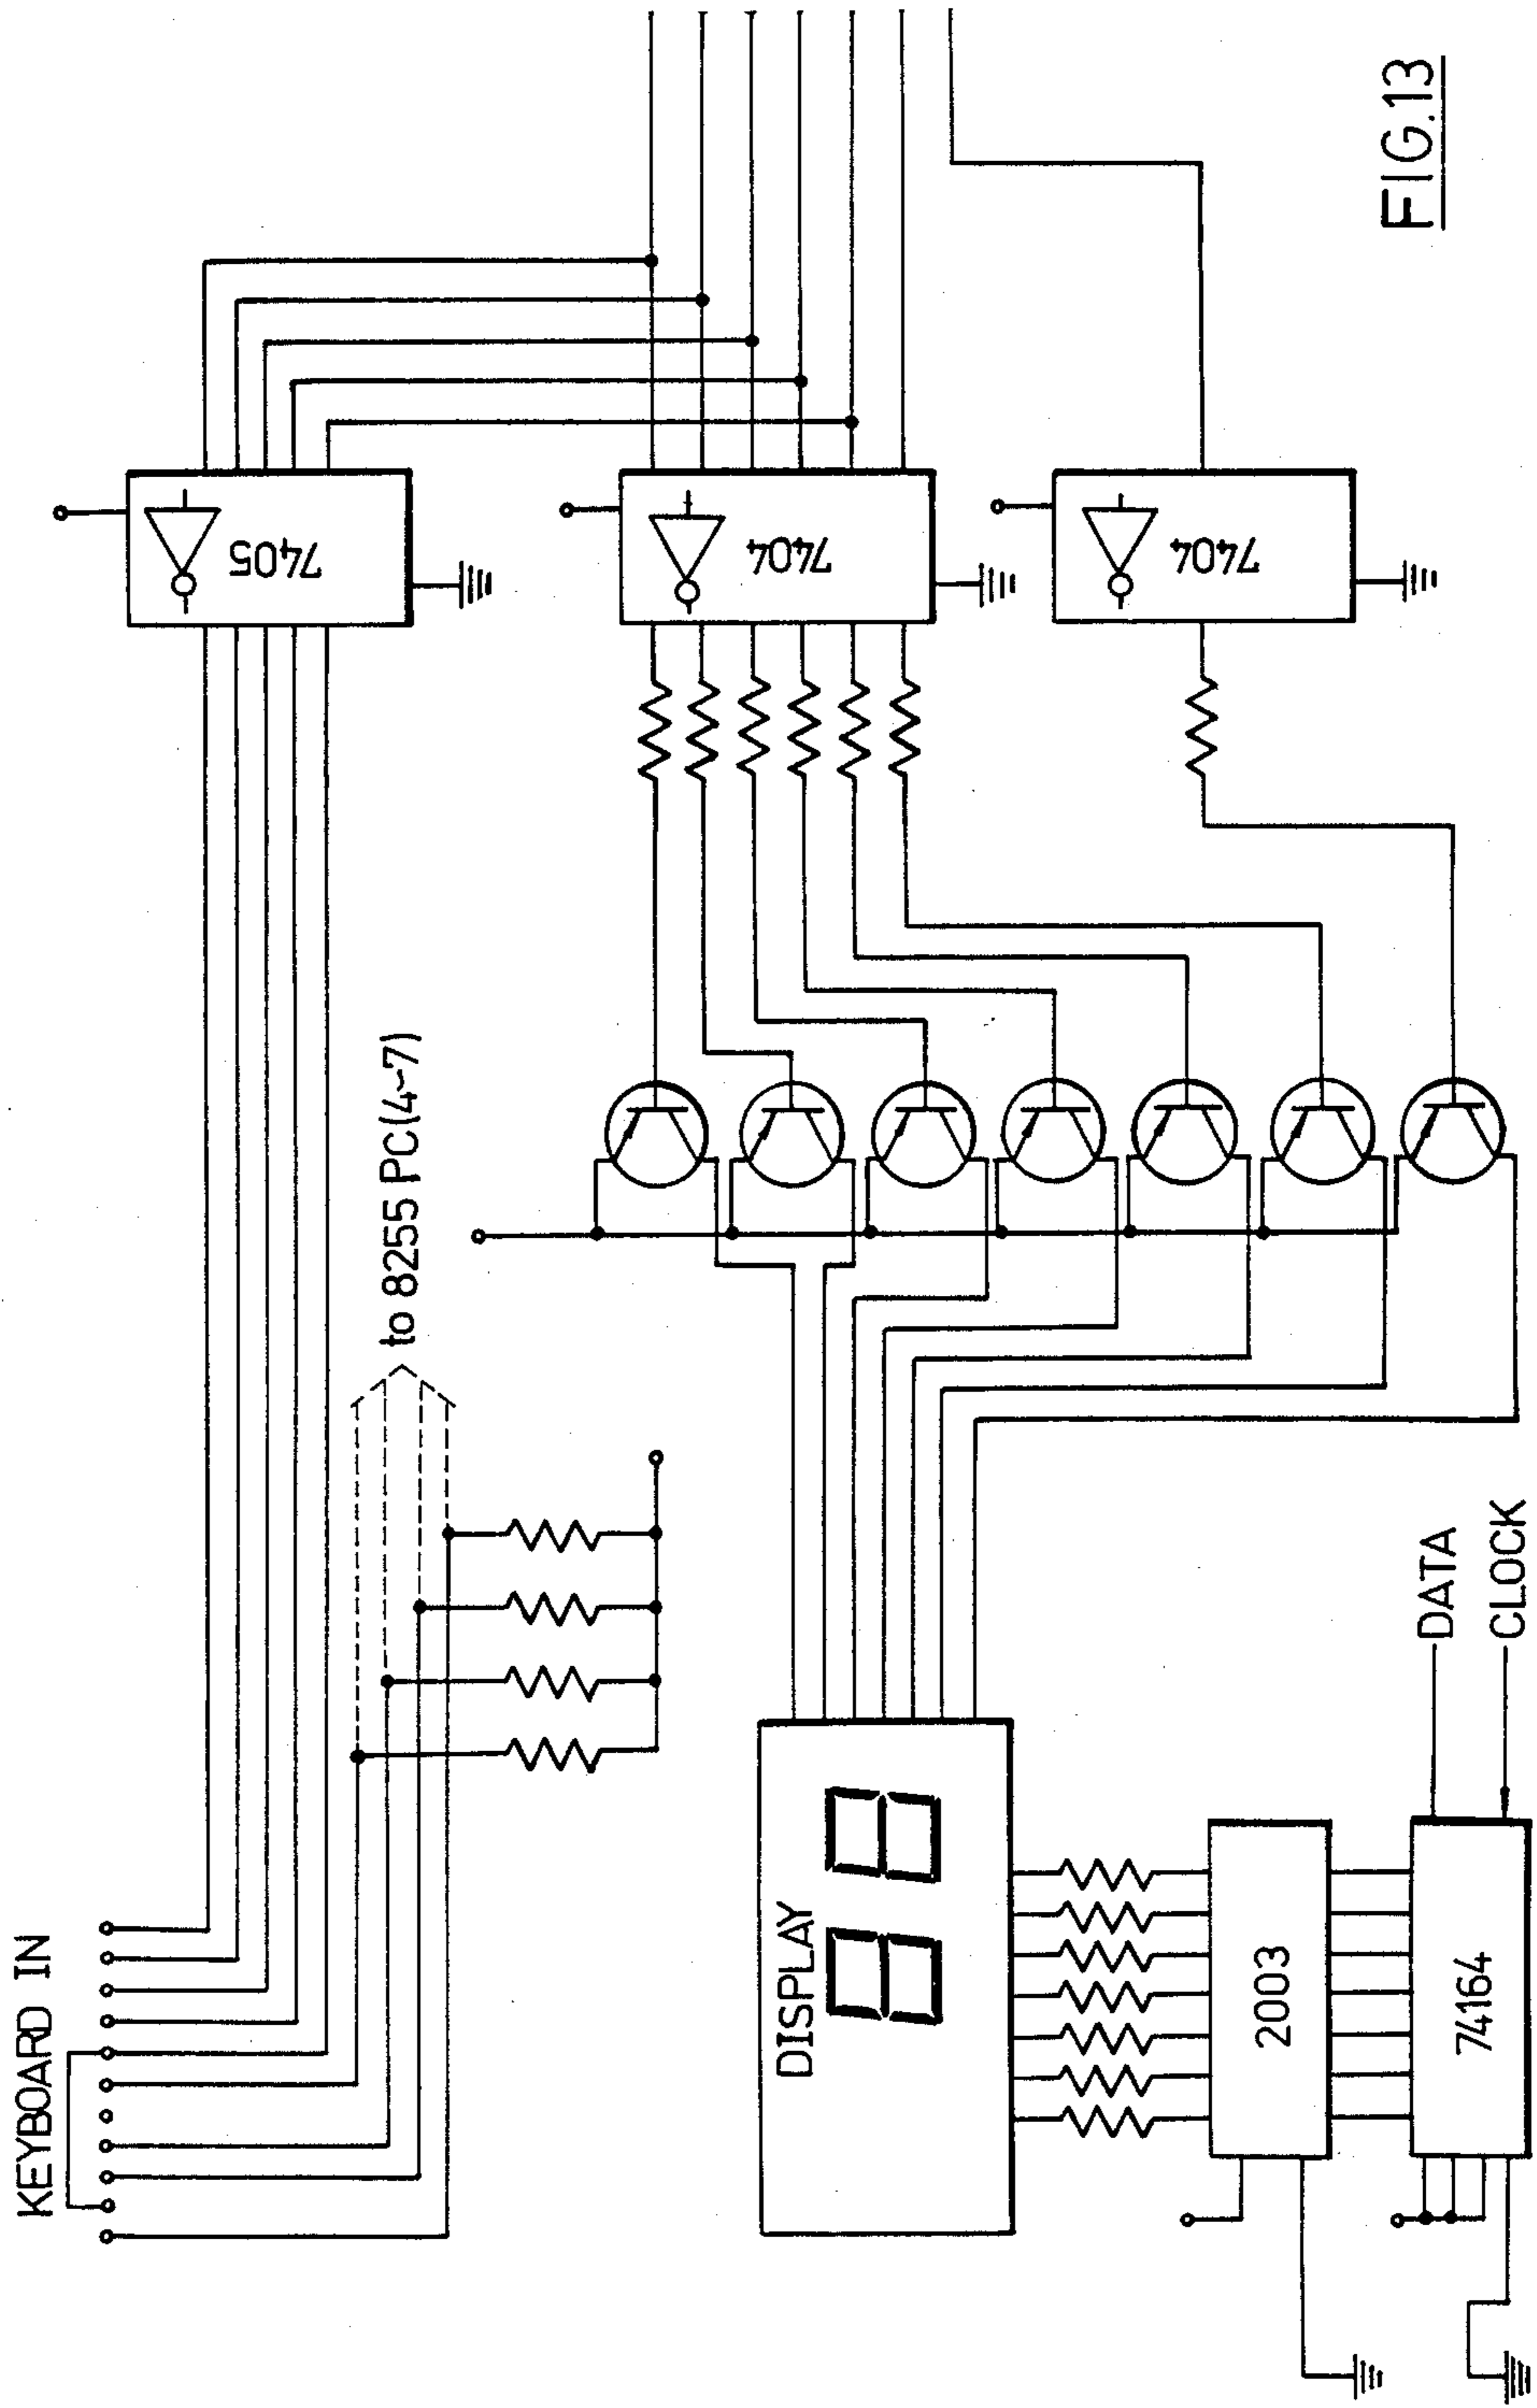 KEYBOARD IN
7405
to 8255 PC(4~7)
7404
7404
DISPLAY
2003
74164
DATA
CLOCK
FIG.13